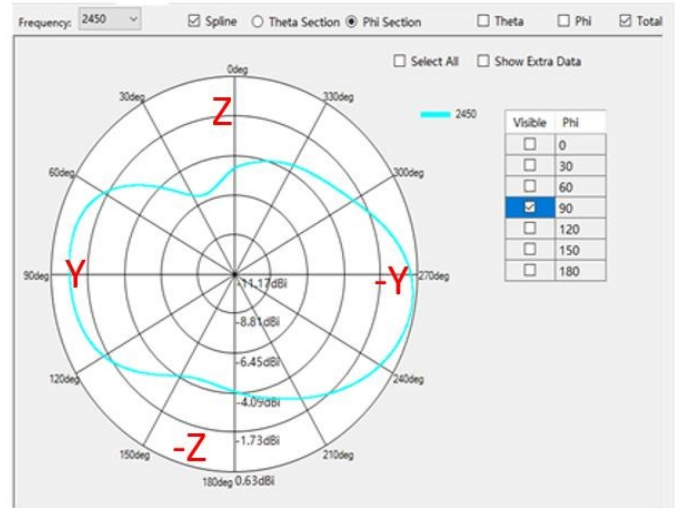 Frequency: 2450 Spline Theta Section Phi Section Theta Phi Total
Select All Show Extra Data
2450
Visible Phi
0
30
60
90
120
150
180
0deg
30deg 330deg
Z
60deg 300deg
90deg Y -Y 270deg
-11.17dBi
-8.81dBi
-6.45dBi
120deg 240deg
-4.09dBi
-1.73dBi
-Z
150deg 210deg
180deg 0.63dBi